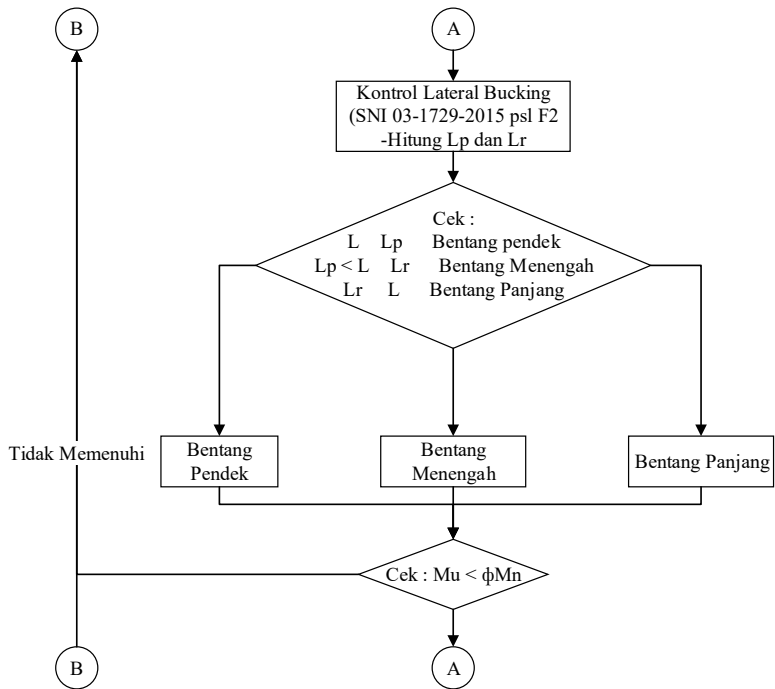 B
A
Kontrol Lateral Bucking
(SNI 03-1729-2015 psl F2
-Hitung Lp dan Lr
Cek :
L Lp Bentang pendek
Lp < L Lr Bentang Menengah
Lr L Bentang Panjang
Tidak Memenuhi
Bentang
Pendek
Bentang
Menengah
Bentang Panjang
Cek : Mu < ϕMn
B
A